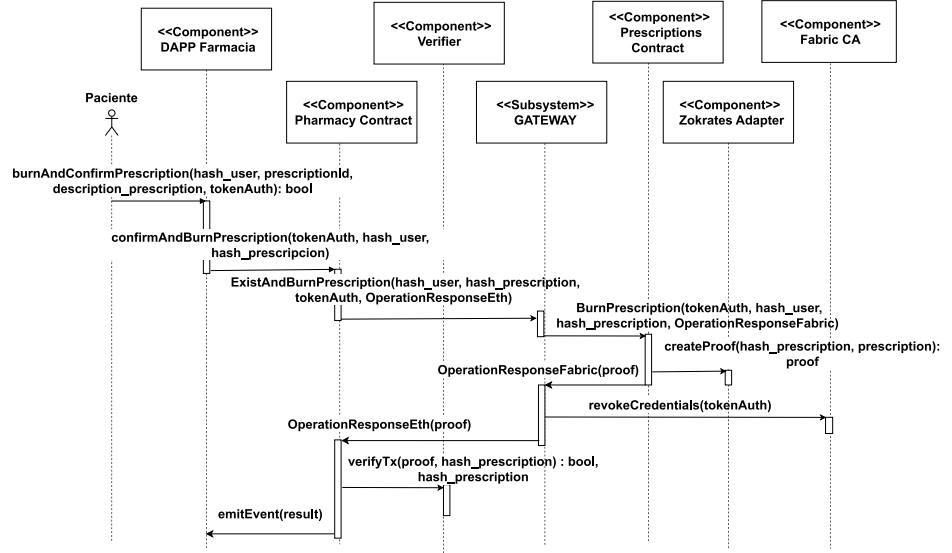 <<Component>>
DAPP Farmacia
<<Component>>
Verifier
<<Component>>
Prescriptions
Contract
<<Component>>
Fabric CA
Paciente
<<Component>>
Pharmacy Contract
<<Subsystem>>
GATEWAY
<<Component>>
Zokrates Adapter
burnAndConfirmPrescription(hash_user, prescriptionId,
description_prescription, tokenAuth): bool
confirmAndBurnPrescription(tokenAuth, hash_user,
hash_prescripcion)
ExistAndBurnPrescription(hash_user, hash_prescription,
tokenAuth, OperationResponseEth)
BurnPrescription(tokenAuth, hash_user,
hash_prescription, OperationResponseFabric)
createProof(hash_prescription, prescription):
proof
OperationResponseFabric(proof)
revokeCredentials(tokenAuth)
OperationResponseEth(proof)
verifyTx(proof, hash_prescription) : bool,
hash_prescription
emitEvent(result)